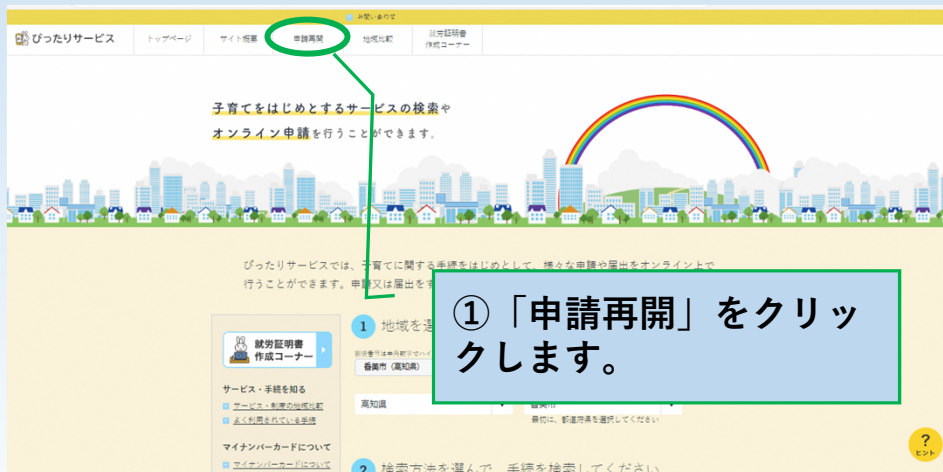 お問い合わせ
ぴったりサービス
トップページ
サイト概要
申請再開
地域比較
就労証明書
作成コーナー
子育てをはじめとするサービスの検索や
オンライン申請を行うことができます。
ぴったりサービスでは、子育てに関する手続をはじめとして、様々な申請や届出をオンライン上で
行うことができます。申請又は届出をす
①「申請再開」をクリッ
クします。
1 地域を選
香美市（高知県）
高知県
最初に、都道府県を選択してください
就労証明書
作成コーナー
サービス・手続を知る
サービス・制度の地域比較
よく利用されている手続
マイナンバーカードについて
マイナンバーカードについて
2 検索方法を選んで、手続を検索してください
?
ヒント